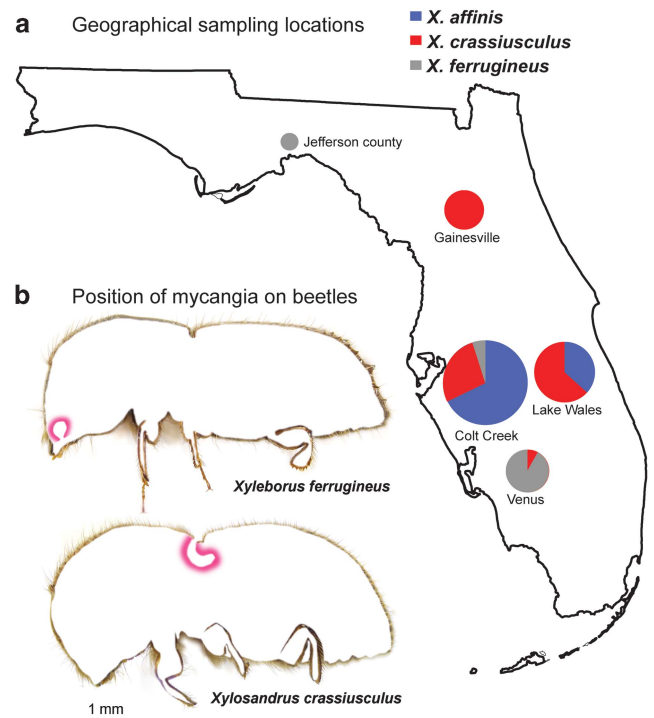 a Geographical sampling locations
X. affinis
X. crassiusculus
X. ferrugineus
Jefferson county
Gainesville
Colt Creek
Lake Wales
Venus
b Position of mycangia on beetles
Xyleborus ferrugineus
Xylosandrus crassiusculus
1 mm